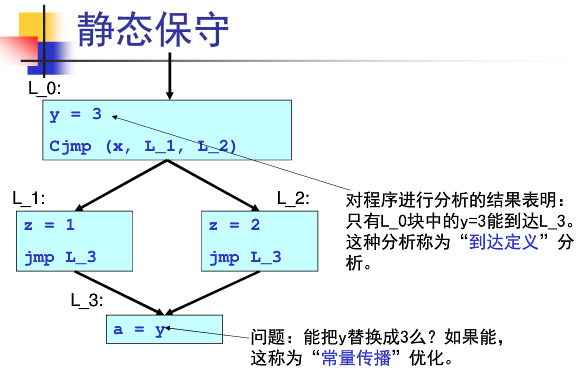 静态保守
L_0:
y = 3
Cjmp (x, L_1, L_2)
L_1:
z = 1
jmp L_3
L_2:
z = 2
jmp L_3
对程序进行分析的结果表明：
只有L_0块中的y=3能到达L_3。
这种分析称为“到达定义”分
析。
L_3:
a = y
问题：能把y替换成3么？如果能，
这称为“常量传播”优化。